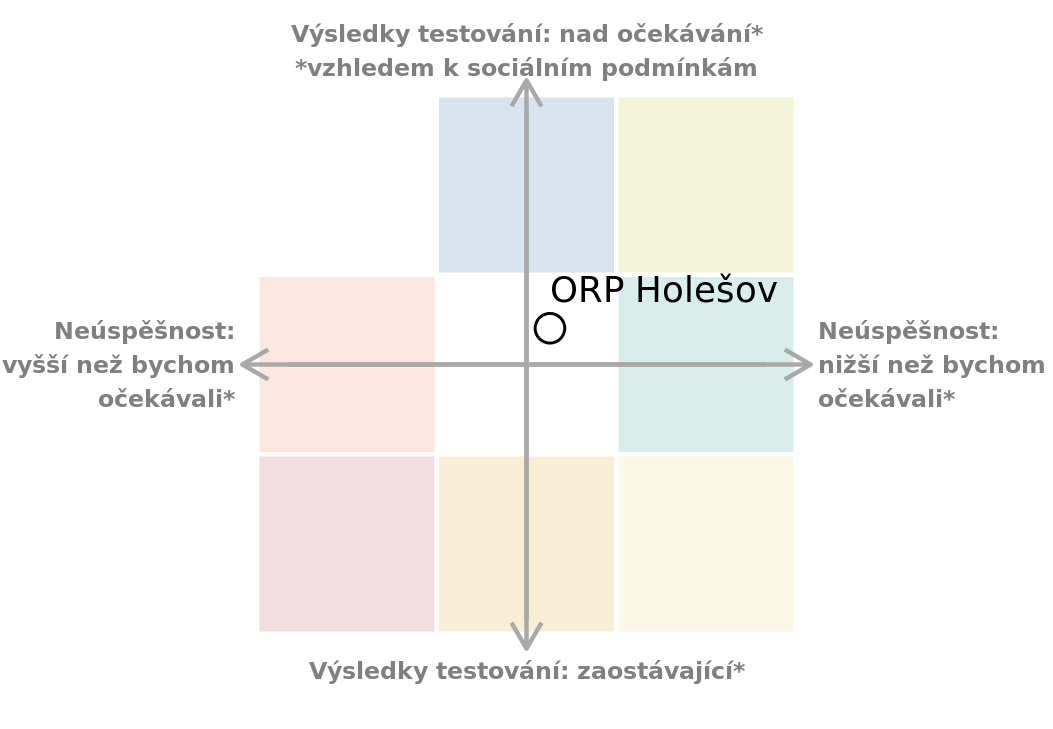 Výsledky testování: nad očekávání*
*vzhledem k sociálním podmínkám
ORP Holešov
Neúspěšnost:
vyšší než bychom
očekávali*
Neúspěšnost:
nižší než bychom
očekávali*
Výsledky testování: zaostávající*